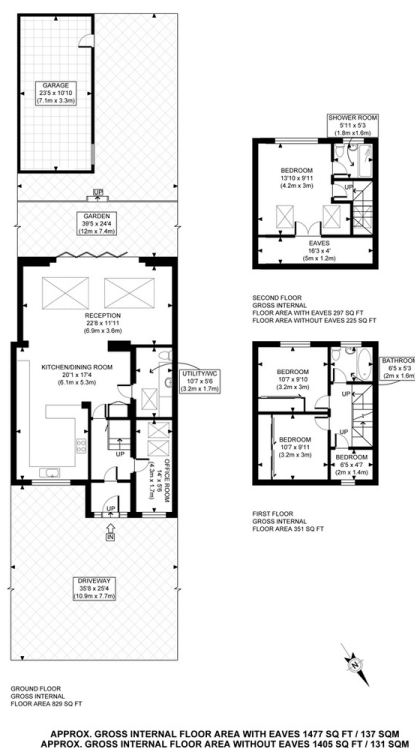 GARAGE
23'5 x 10'10
(7.1m x 3.3m)
UP
GARDEN
39'5 x 24'4
(12m x 7.4m)
RECEPTION
22'8 x 11'11
(6.9m x 3.6m)
KITCHEN/DINING ROOM
20'1 x 17'4
(6.1m x 5.3m)
UTILITY/WC
10'7 x 5'6
(3.2m x 1.7m)
UP
OFFICE ROOM
14' x 5'6
(4.3m x 1.7m)
UP
IN
DRIVEWAY
35'8 x 25'4
(10.9m x 7.7m)
GROUND FLOOR
GROSS INTERNAL
FLOOR AREA 829 SQ FT
SHOWER ROOM
5'11 x 5'3
(1.8m x1.6m)
BEDROOM
13'10 x 9'11
(4.2m x 3m)
UP
EAVES
16'3 x 4'
(5m x 1.2m)
SECOND FLOOR
GROSS INTERNAL
FLOOR AREA WITH EAVES 297 SQ FT
FLOOR AREA WITHOUT EAVES 225 SQ FT
BATHROOM
6'5 x 5'3
(2m x 1.6m)
BEDROOM
10'7 x 9'10
(3.2m x 3m)
UP
BEDROOM
10'7 x 9'11
(3.2m x 3m)
UP
BEDROOM
6'5 x 4'7
(2m x 1.4m)
FIRST FLOOR
GROSS INTERNAL
FLOOR AREA 351 SQ FT
N
APPROX. GROSS INTERNAL FLOOR AREA WITH EAVES 1477 SQ FT / 137 SQM
APPROX. GROSS INTERNAL FLOOR AREA WITHOUT EAVES 1405 SQ FT / 131 SQM